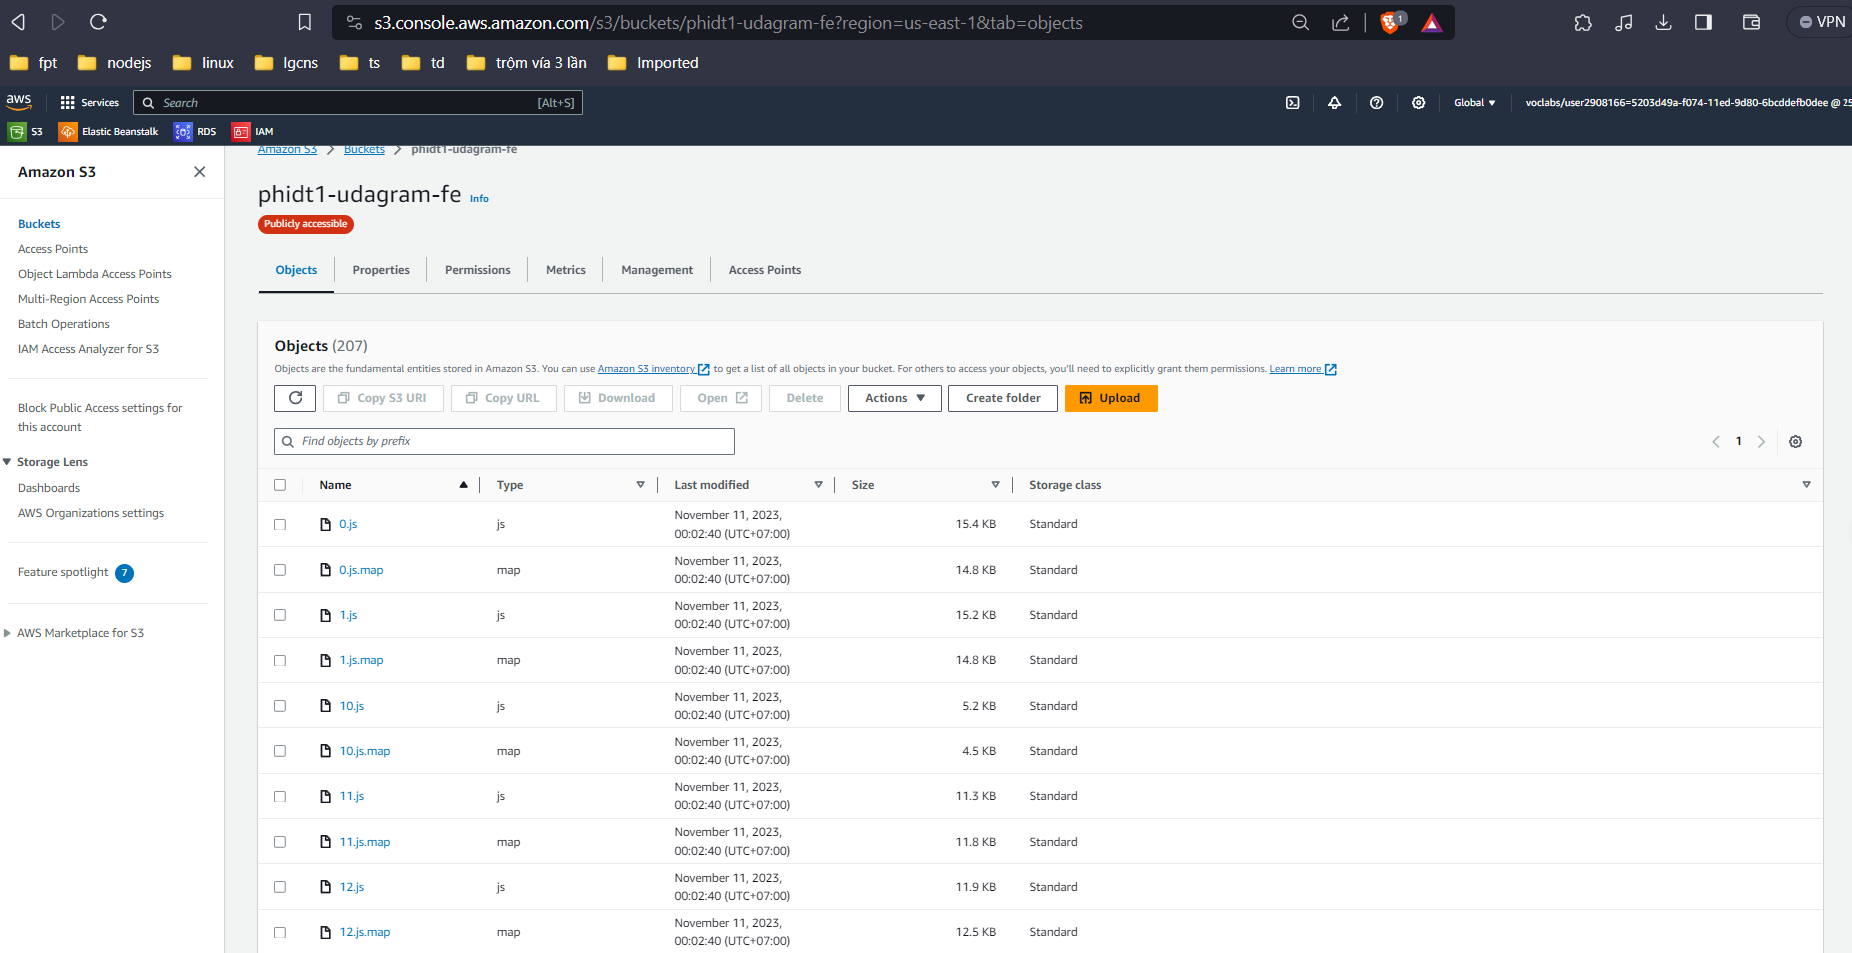 s3.console.aws.amazon.com/s3/buckets/phidt1-udagram-fe?region=us-east-1&tab=objects
1
VPN
fpt nodejs linux lgcns ts td trộm vía 3 lần Imported
aws Services Search [Alt+S] Global voclabs/user2908166=5203d49a-f074-11ed-9d80-6bcddefb0dee @ 25
S3 Elastic Beanstalk RDS IAM
Amazon S3
Buckets
Access Points
Object Lambda Access Points
Multi-Region Access Points
Batch Operations
IAM Access Analyzer for S3
Block Public Access settings for
this account
Storage Lens
Dashboards
AWS Organizations settings
Feature spotlight 7
AWS Marketplace for S3
Amazon S3 > Buckets > phidt1-udagram-fe
phidt1-udagram-fe Info
Publicly accessible
Objects Properties Permissions Metrics Management Access Points
Objects (207)
Objects are the fundamental entities stored in Amazon S3. You can use Amazon S3 inventory to get a list of all objects in your bucket. For others to access your objects, you'll need to explicitly grant them permissions. Learn more
Copy S3 URI Copy URL Download Open Delete Actions Create folder Upload
Find objects by prefix
1
Name Type Last modified Size Storage class
0.js js November 11, 2023, 00:02:40 (UTC+07:00) 15.4 KB Standard
0.js.map map November 11, 2023, 00:02:40 (UTC+07:00) 14.8 KB Standard
1.js js November 11, 2023, 00:02:40 (UTC+07:00) 15.2 KB Standard
1.js.map map November 11, 2023, 00:02:40 (UTC+07:00) 14.8 KB Standard
10.js js November 11, 2023, 00:02:40 (UTC+07:00) 5.2 KB Standard
10.js.map map November 11, 2023, 00:02:40 (UTC+07:00) 4.5 KB Standard
11.js js November 11, 2023, 00:02:40 (UTC+07:00) 11.3 KB Standard
11.js.map map November 11, 2023, 00:02:40 (UTC+07:00) 11.8 KB Standard
12.js js November 11, 2023, 00:02:40 (UTC+07:00) 11.9 KB Standard
12.js.map map November 11, 2023, 00:02:40 (UTC+07:00) 12.5 KB Standard